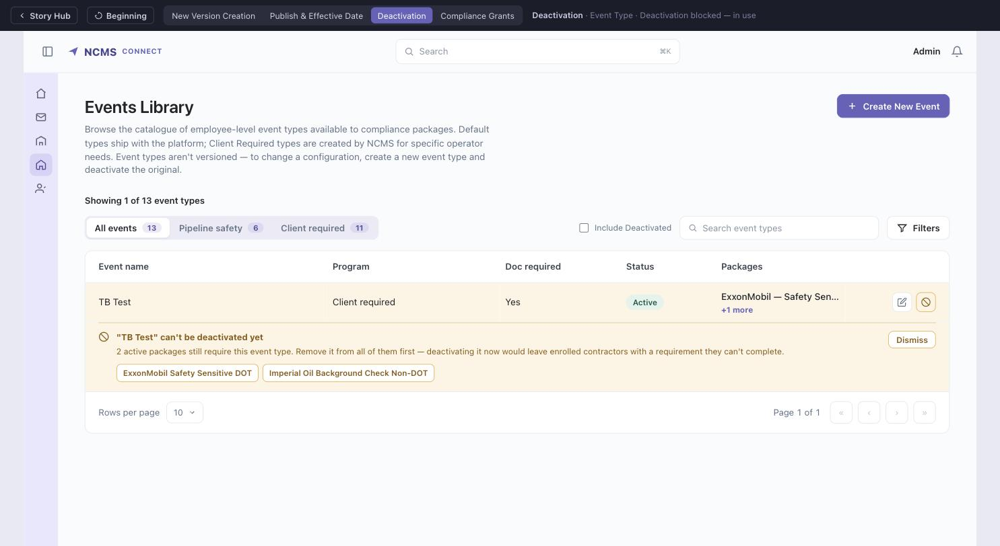 Story Hub
Beginning
New Version Creation
Publish & Effective Date
Deactivation
Compliance Grants
Deactivation · Event Type · Deactivation blocked — in use
NCMS CONNECT
Search
⌘K
Admin
Events Library
Create New Event
Browse the catalogue of employee-level event types available to compliance packages. Default
types ship with the platform; Client Required types are created by NCMS for specific operator
needs. Event types aren't versioned — to change a configuration, create a new event type and
deactivate the original.
Showing 1 of 13 event types
All events 13
Pipeline safety 6
Client required 11
Include Deactivated
Search event types
Filters
Event name
Program
Doc required
Status
Packages
TB Test
Client required
Yes
Active
ExxonMobil — Safety Sen...
+1 more
"TB Test" can't be deactivated yet
Dismiss
2 active packages still require this event type. Remove it from all of them first — deactivating it now would leave enrolled contractors with a requirement they can't complete.
ExxonMobil Safety Sensitive DOT
Imperial Oil Background Check Non-DOT
Rows per page
10
Page 1 of 1
«
‹
›
»